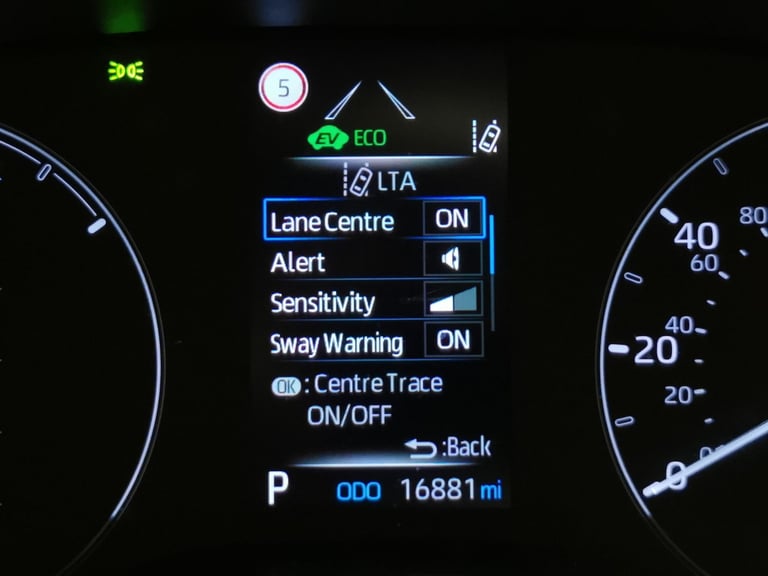 5
EV ECO
LTA
Lane Centre ON
Alert
Sensitivity
Sway Warning ON
OK : Centre Trace
ON/OFF
:Back
P ODO 16881 mi
40 80
60
20 40
20
0